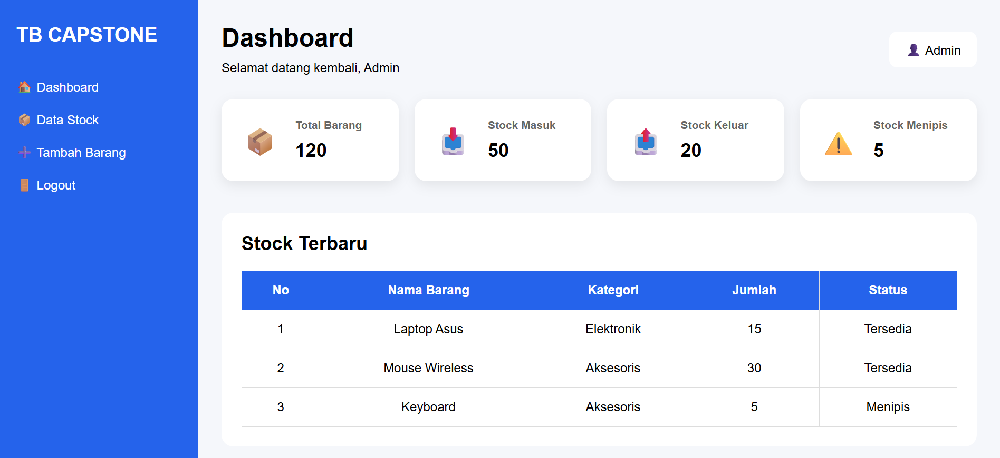 TB CAPSTONE
Dashboard
Data Stock
Tambah Barang
Logout
Dashboard
Selamat datang kembali, Admin
Admin
Total Barang
120
Stock Masuk
50
Stock Keluar
20
Stock Menipis
5
Stock Terbaru
No Nama Barang Kategori Jumlah Status
1 Laptop Asus Elektronik 15 Tersedia
2 Mouse Wireless Aksesoris 30 Tersedia
3 Keyboard Aksesoris 5 Menipis